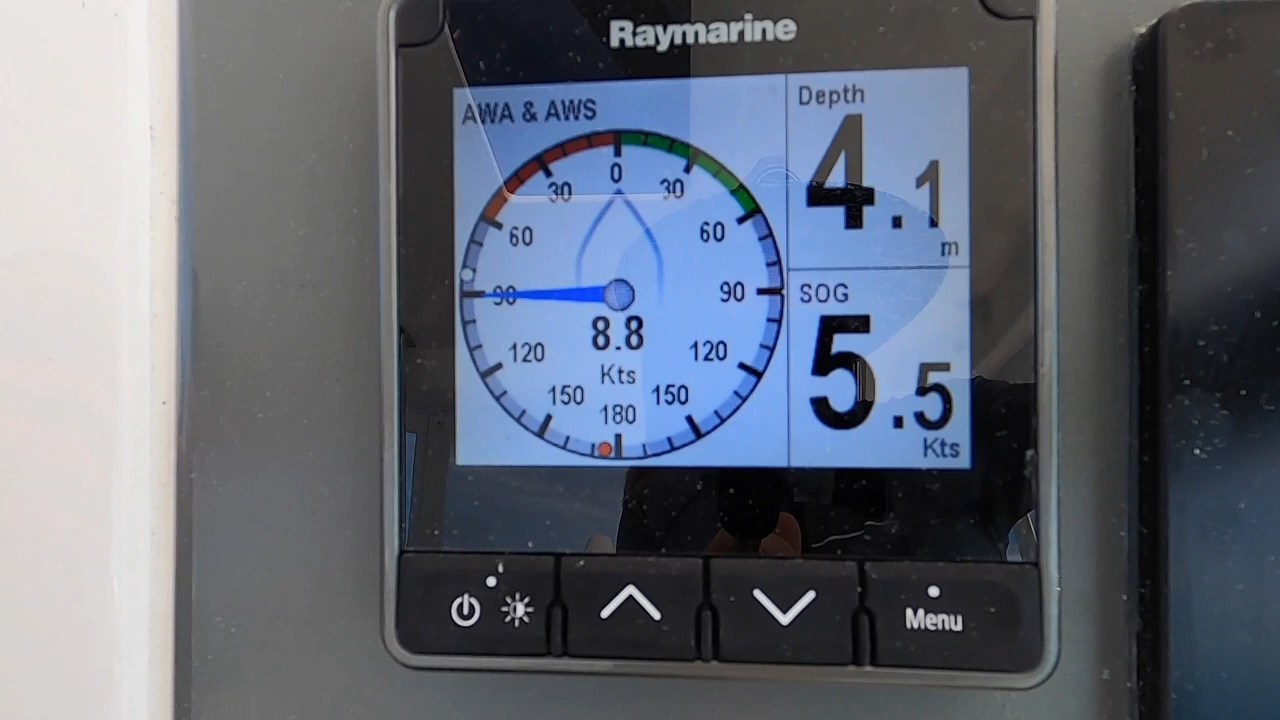 Raymarine
AWA & AWS
0
30 30
60 60
90 90
120 120
150 150
180
8.8
Kts
Depth
4.1
m
SOG
5.5
Kts
Menu